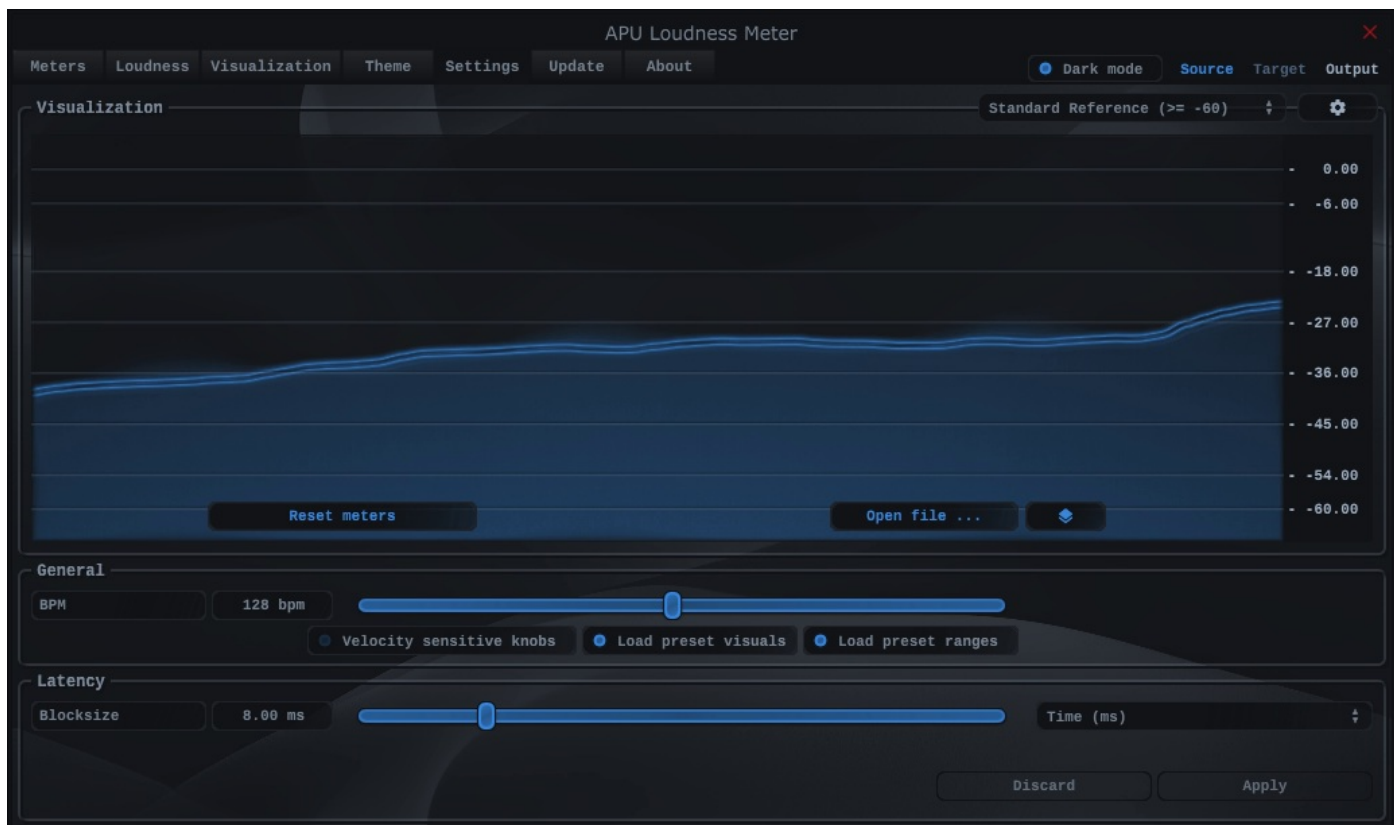 APU Loudness Meter
Meters Loudness Visualization Theme Settings Update About Dark mode Source Target Output
Visualization Standard Reference (>= -60)
- 0.00
- -6.00
- -18.00
- -27.00
- -36.00
- -45.00
- -54.00
- -60.00
Reset meters Open file ...
General
BPM 128 bpm
Velocity sensitive knobs Load preset visuals Load preset ranges
Latency
Blocksize 8.00 ms Time (ms)
Discard Apply